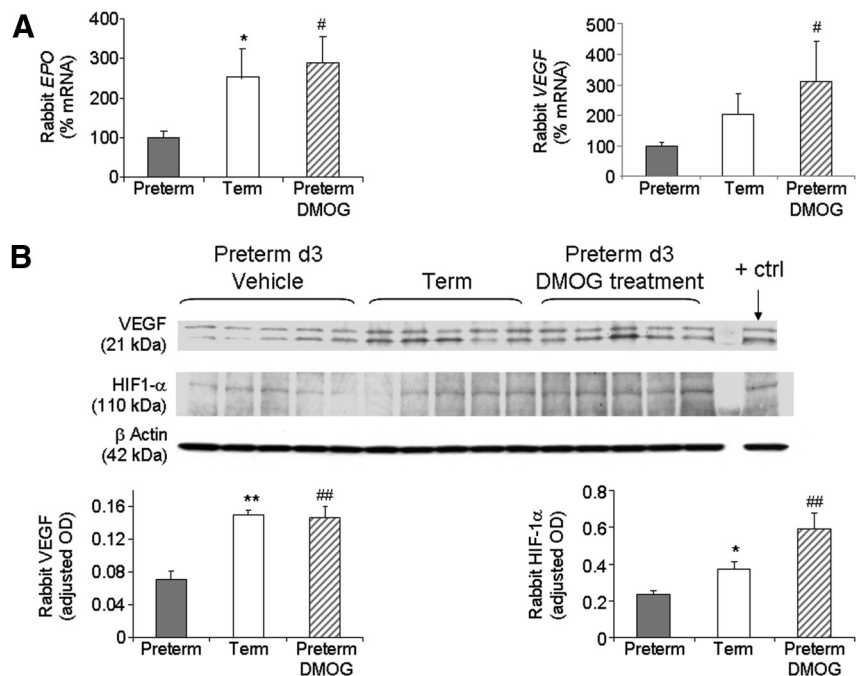 A
Rabbit EPO
(% mRNA)
400
300
200
100
0
*
#
Preterm
Term
Preterm
DMOG
Rabbit VEGF
(% mRNA)
500
400
300
200
100
0
#
Preterm
Term
Preterm
DMOG
B
Preterm d3
Vehicle
Term
Preterm d3
DMOG treatment
+ ctrl
VEGF
(21 kDa)
HIF1-α
(110 kDa)
β Actin
(42 kDa)
Rabbit VEGF
(adjusted OD)
0.16
0.12
0.08
0.04
0
**
##
Preterm
Term
Preterm
DMOG
Rabbit HIF-1α
(adjusted OD)
0.8
0.6
0.4
0.2
0
*
##
Preterm
Term
Preterm
DMOG